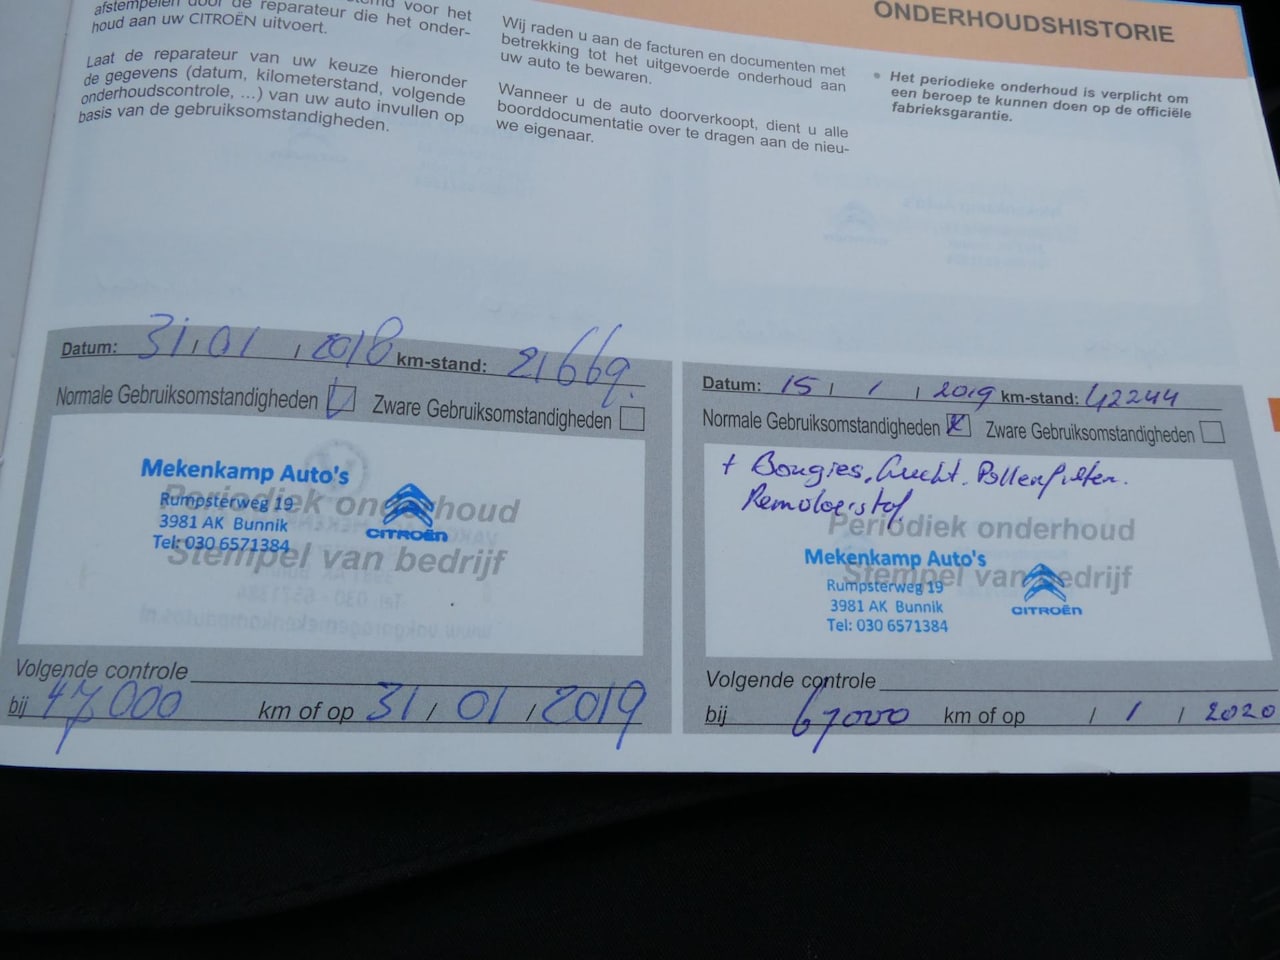 afstempelen door de reparateur die het onder-
houd aan uw CITROËN uitvoert.
Laat de reparateur van uw keuze hieronder
de gegevens (datum, kilometerstand, volgende
onderhoudscontrole, ...) van uw auto invullen op
basis van de gebruiksomstandigheden.
Wij raden u aan de facturen en documenten met
betrekking tot het uitgevoerde onderhoud aan
uw auto te bewaren.
Wanneer u de auto doorverkoopt, dient u alle
boorddocumentatie over te dragen aan de nieu-
we eigenaar.
ONDERHOUDSHISTORIE
• Het periodieke onderhoud is verplicht om
een beroep te kunnen doen op de officiële
fabrieksgarantie.
Datum: 31 / 01 / 2018 km-stand: 21669.
Normale Gebruiksomstandigheden Zware Gebruiksomstandigheden
Periodiek onderhoud
Stempel van bedrijf
Mekenkamp Auto's
Rumpsterweg 19
3981 AK Bunnik
Tel: 030 6571384
CITROËN
Volgende controle
bij 47000 km of op 31 / 01 / 2019
Datum: 15 / 1 / 2019 km-stand: 42244
Normale Gebruiksomstandigheden Zware Gebruiksomstandigheden
+ Bougies, Lucht. Pollenfilter.
Remvloeistof.
Periodiek onderhoud
Stempel van bedrijf
Mekenkamp Auto's
Rumpsterweg 19
3981 AK Bunnik
Tel: 030 6571384
CITROËN
Volgende controle
bij 67000 km of op / 1 / 2020